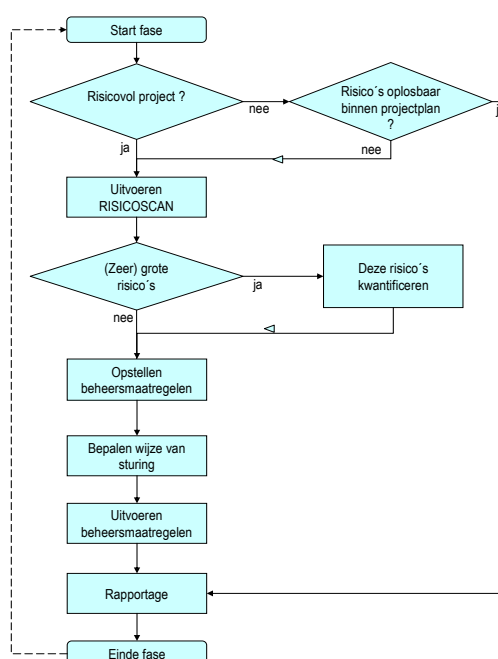 Start fase
Risicovol project ?
nee
Risico´s oplosbaar
binnen projectplan
?
j
ja
nee
Uitvoeren
RISICOSCAN
(Zeer) grote
risico´s
ja
Deze risico´s
kwantificeren
nee
Opstellen
beheersmaatregelen
Bepalen wijze van
sturing
Uitvoeren
beheersmaatregelen
Rapportage
Einde fase